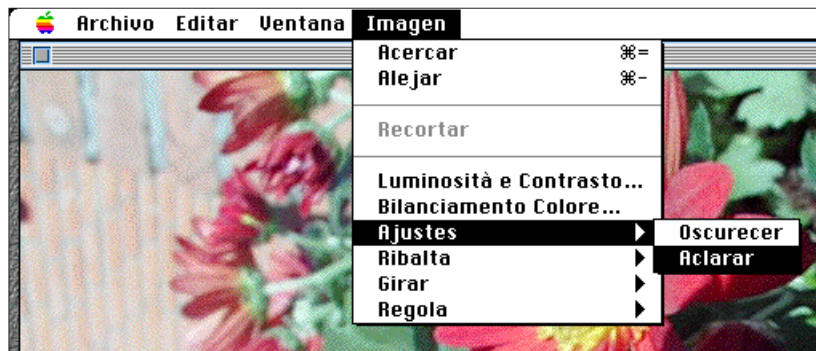 Archivo Editar Ventana Imagen
Acercar ⌘=
Alejar ⌘-
Recortar
Luminosità e Contrasto...
Bilanciamento Colore...
Ajustes
Oscurecer
Ribalta
Aclarar
Girar
Regola